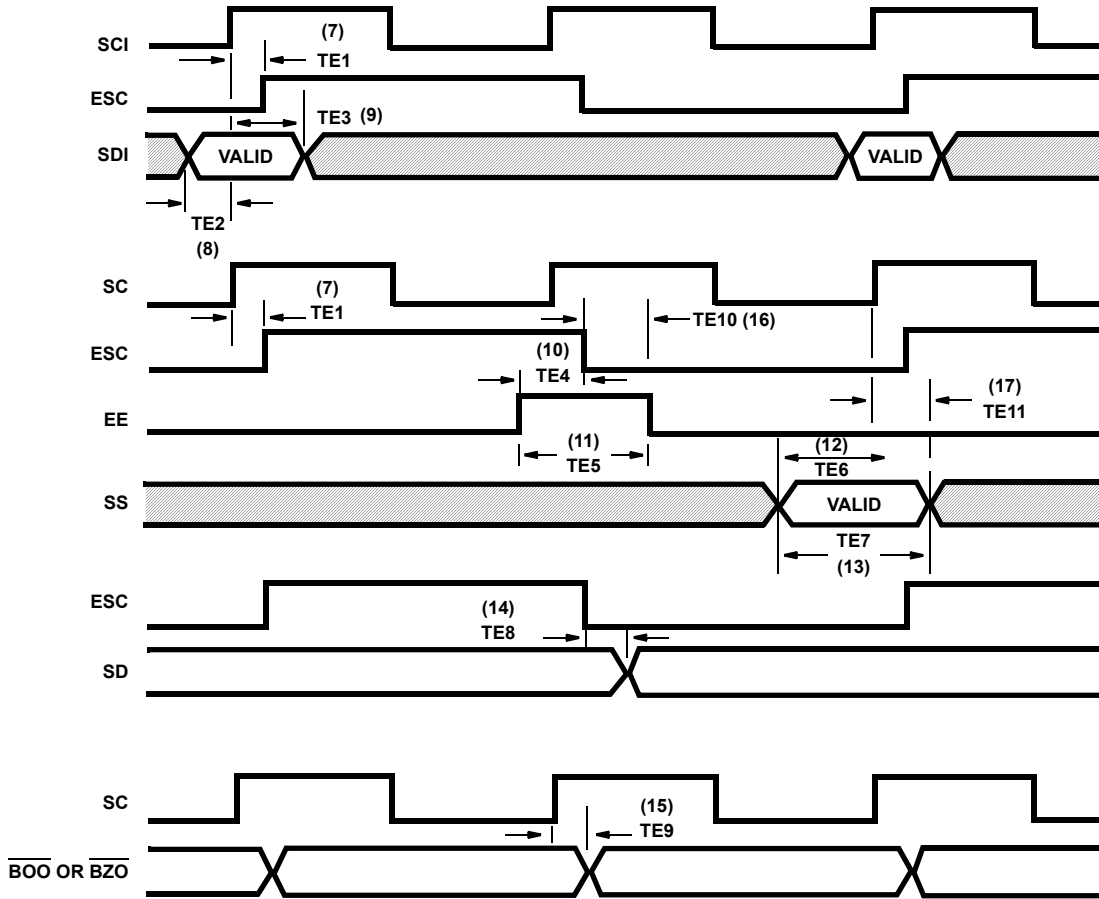 SCI
(7)
TE1
ESC
TE3 (9)
SDI
VALID
VALID
TE2
(8)
SC
(7)
TE1
TE10 (16)
ESC
(10)
TE4
(17)
TE11
EE
(11)
TE5
(12)
TE6
SS
VALID
TE7
(13)
ESC
(14)
TE8
SD
SC
(15)
TE9
B̅O̅O̅ OR B̅Z̅O̅